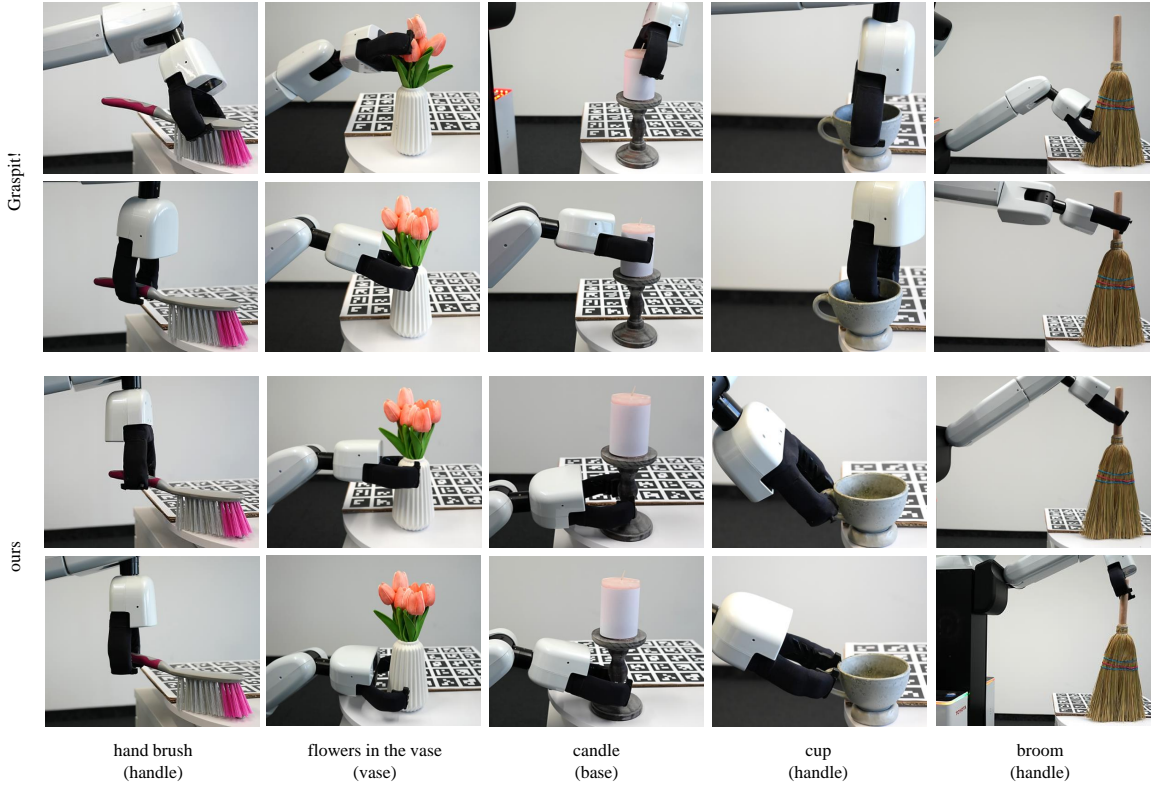 Graspit!
ours
hand brush
(handle)
flowers in the vase
(vase)
candle
(base)
cup
(handle)
broom
(handle)